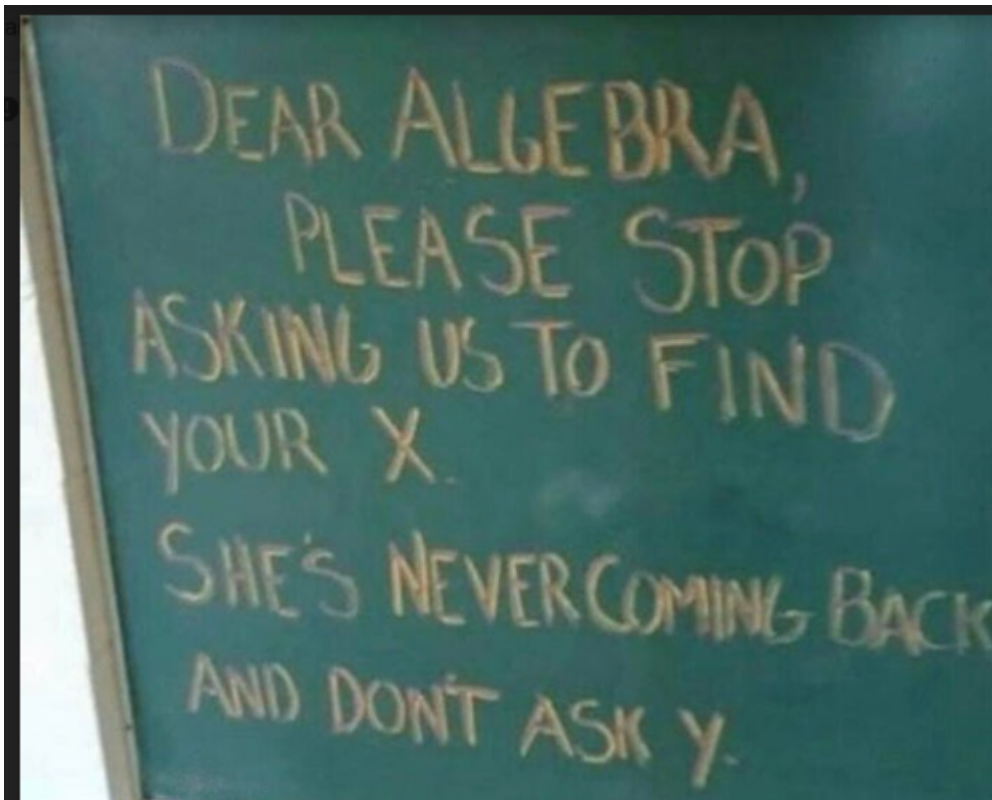 DEAR ALGEBRA,
PLEASE STOP
ASKING US TO FIND
YOUR X.
SHE'S NEVER COMING BACK
AND DON'T ASK Y.